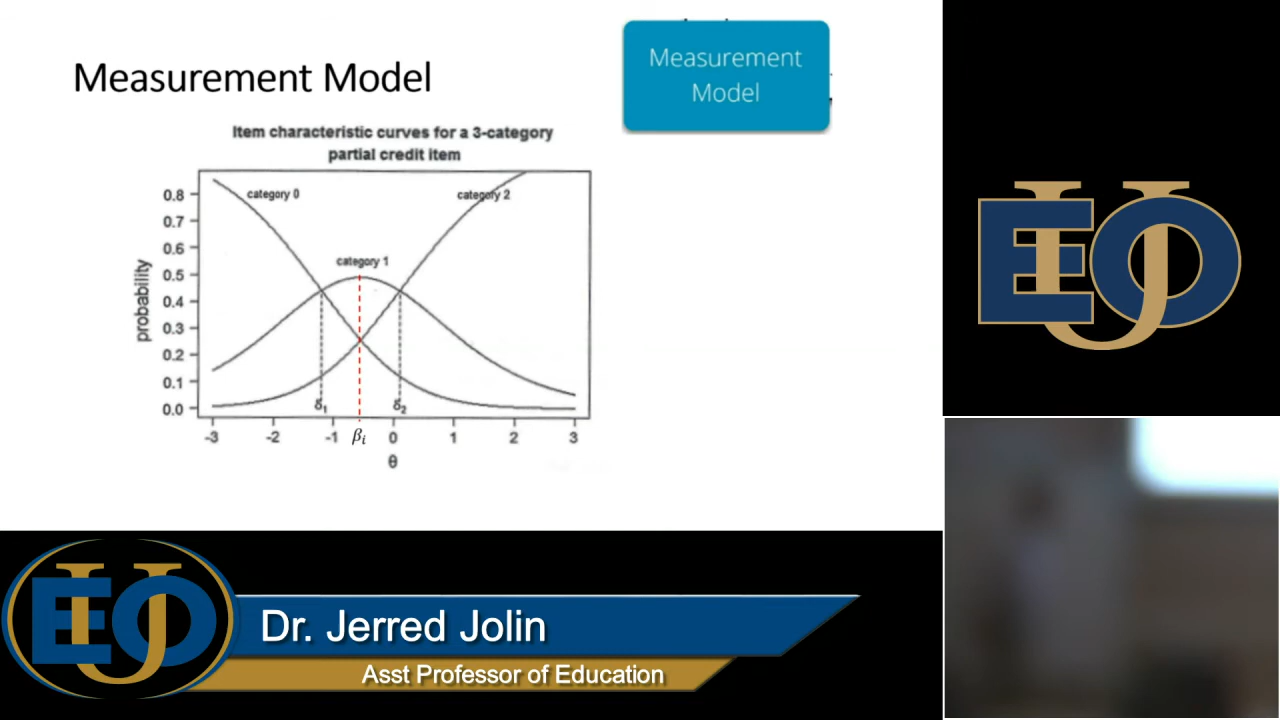 Measurement Model
Measurement
Model
Item characteristic curves for a 3-category
partial credit item
category 0
category 2
category 1
probability
0.8
0.7
0.6
0.5
0.4
0.3
0.2
0.1
0.0
δ1
δ2
-3
-2
-1
βi
0
1
2
3
θ
EOU
EOU
Dr. Jerred Jolin
Asst Professor of Education